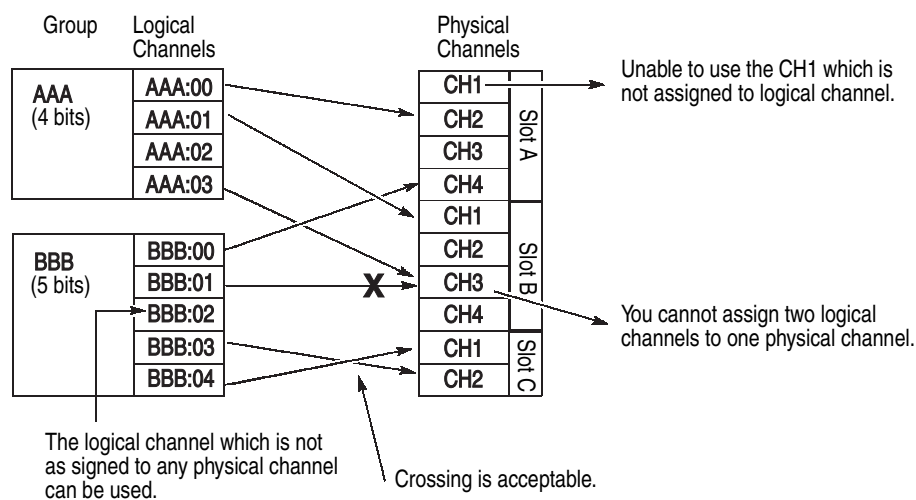 Group
Logical
Channels
Physical
Channels
AAA
(4 bits)
AAA:00
AAA:01
AAA:02
AAA:03
BBB
(5 bits)
BBB:00
BBB:01
BBB:02
BBB:03
BBB:04
X
CH1
CH2
CH3
CH4
Slot A
CH1
CH2
CH3
CH4
Slot B
CH1
CH2
Slot C
Unable to use the CH1 which is
not assigned to logical channel.
You cannot assign two logical
channels to one physical channel.
The logical channel which is not
as signed to any physical channel
can be used.
Crossing is acceptable.